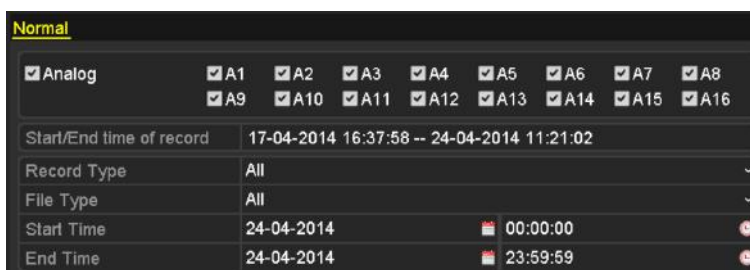 Normal
Analog A1 A2 A3 A4 A5 A6 A7 A8
A9 A10 A11 A12 A13 A14 A15 A16
Start/End time of record 17-04-2014 16:37:58 -- 24-04-2014 11:21:02
Record Type All
File Type All
Start Time 24-04-2014 00:00:00
End Time 24-04-2014 23:59:59